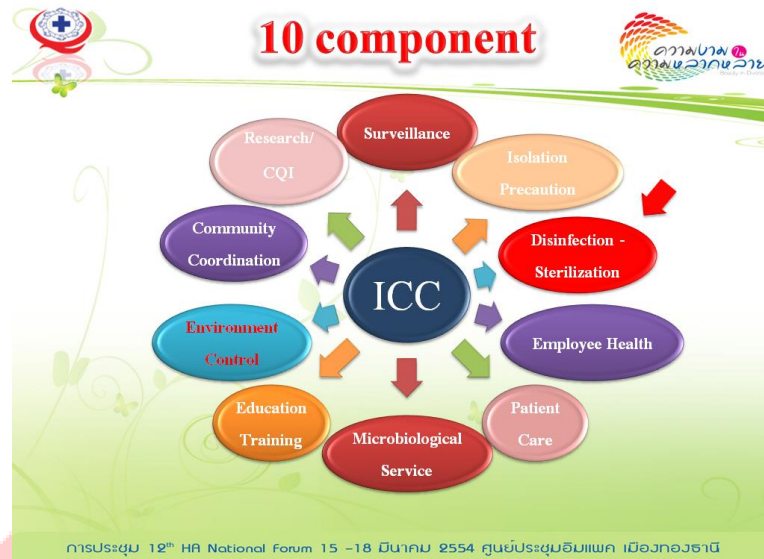 10 component
ความงาม ใน
ความหลากหลาย
Surveillance
Isolation
Precaution
Disinfection -
Sterilization
Employee Health
Patient
Care
Microbiological
Service
Education
Training
Environment
Control
Community
Coordination
Research/
CQI
ICC
การประชุม 12th HA National Forum 15 -18 มีนาคม 2554 ศูนย์ประชุมอิมแพค เมืองทองธานี